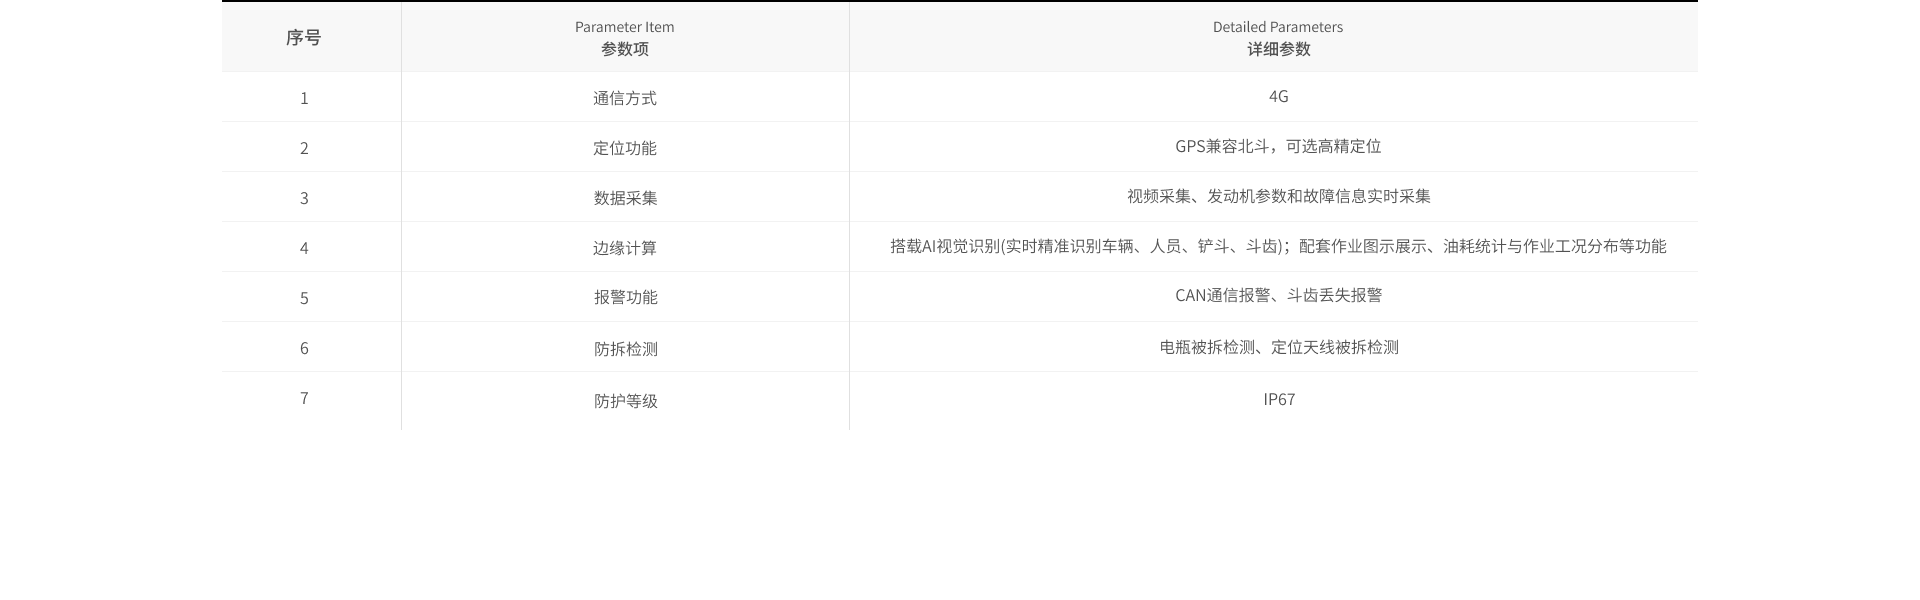 序号
Parameter Item
参数项
Detailed Parameters
详细参数
1
通信方式
4G
2
定位功能
GPS兼容北斗，可选高精定位
3
数据采集
视频采集、发动机参数和故障信息实时采集
4
边缘计算
搭载AI视觉识别(实时精准识别车辆、人员、铲斗、斗齿)；配套作业图示展示、油耗统计与作业工况分布等功能
5
报警功能
CAN通信报警、斗齿丢失报警
6
防拆检测
电瓶被拆检测、定位天线被拆检测
7
防护等级
IP67